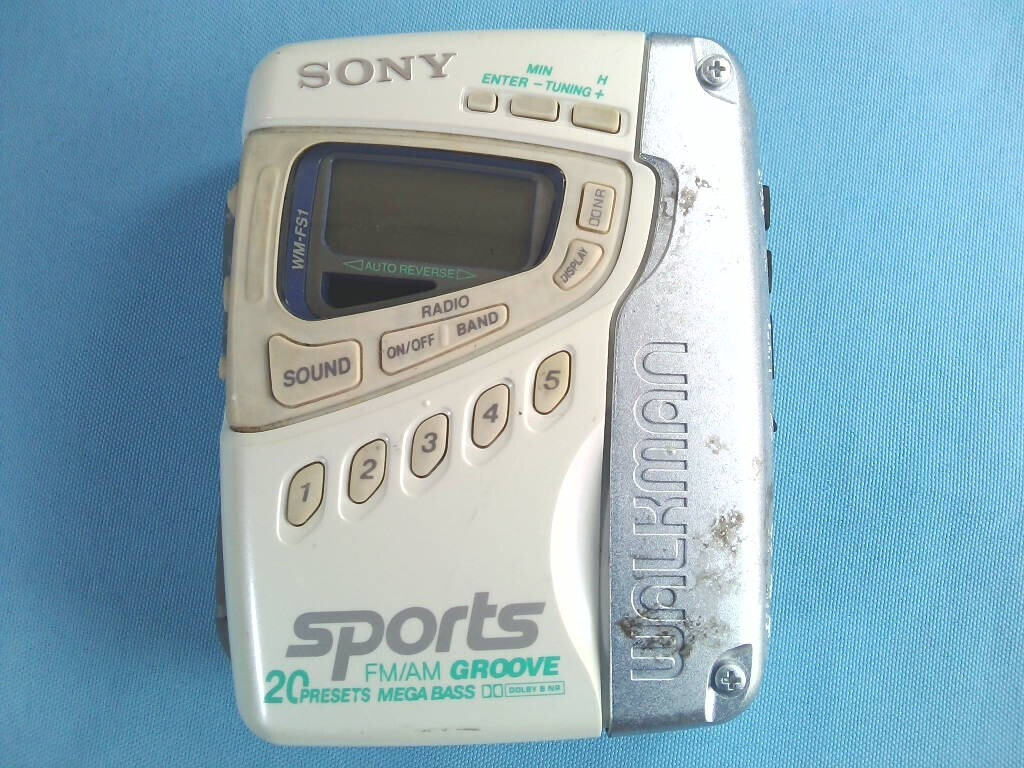 SONY
MIN H
ENTER – TUNING +
NR
WM-FS1
DISPLAY
AUTO REVERSE
RADIO
ON/OFF BAND
SOUND
1 2 3 4 5
WALKMAN
sports
FM/AM GROOVE
20 PRESETS MEGA BASS DOLBY B NR